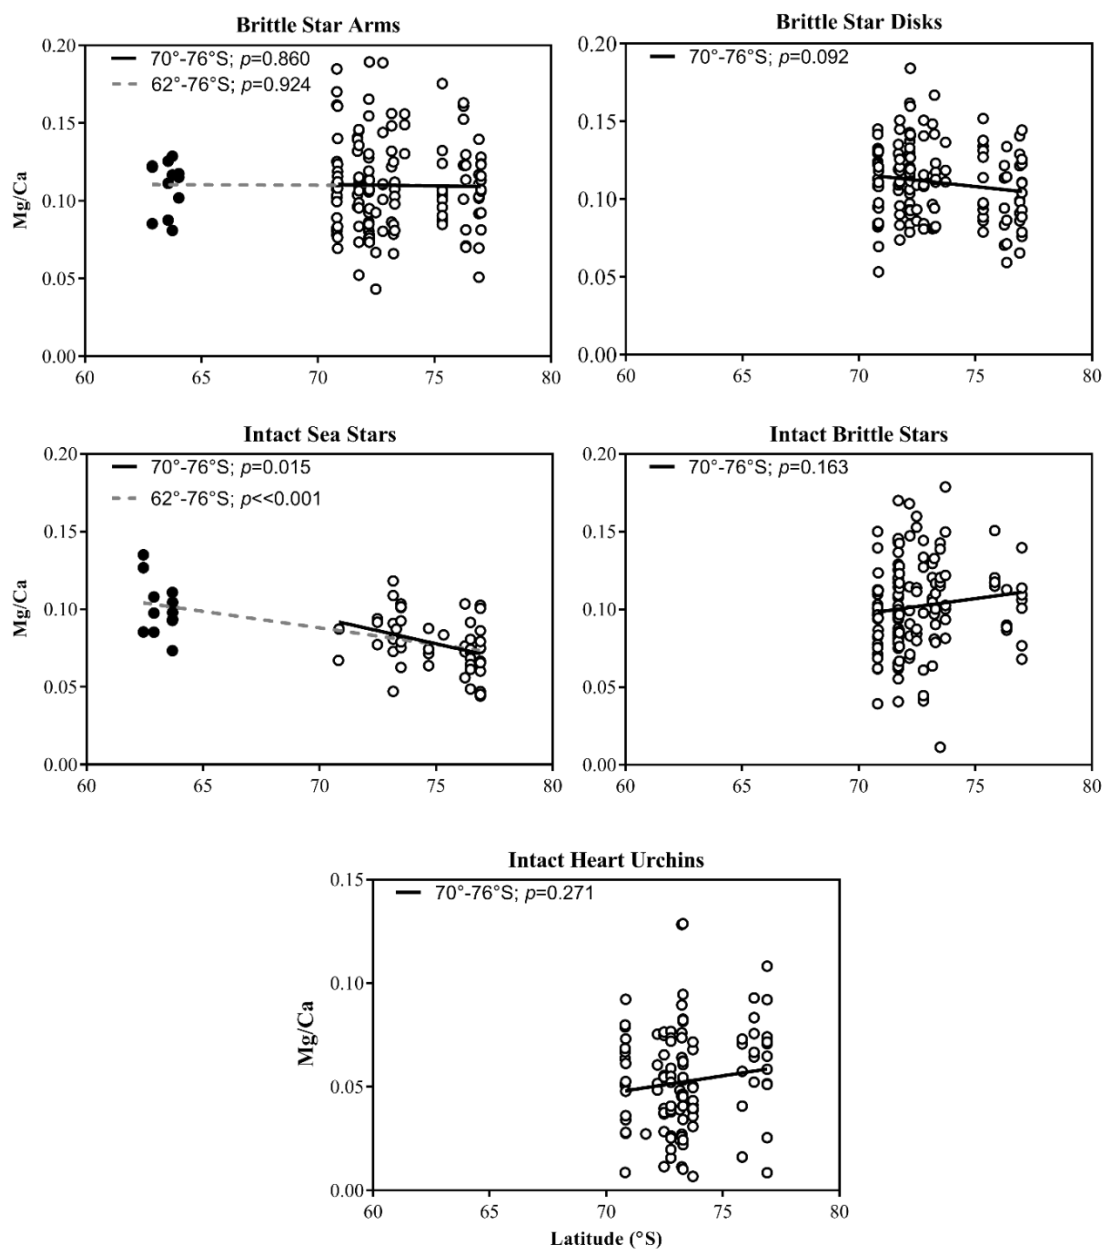 Brittle Star Arms
0.20
70°-76°S; p=0.860
62°-76°S; p=0.924
0.15
Mg/Ca
0.10
0.05
0.00
60 65 70 75 80
Brittle Star Disks
0.20
70°-76°S; p=0.092
0.15
0.10
0.05
0.00
60 65 70 75 80
Intact Sea Stars
0.20
70°-76°S; p=0.015
62°-76°S; p<<0.001
0.15
Mg/Ca
0.10
0.05
0.00
60 65 70 75 80
Intact Brittle Stars
0.20
70°-76°S; p=0.163
0.15
0.10
0.05
0.00
60 65 70 75 80
Intact Heart Urchins
0.15
70°-76°S; p=0.271
0.10
Mg/Ca
0.05
0.00
60 65 70 75 80
Latitude (°S)